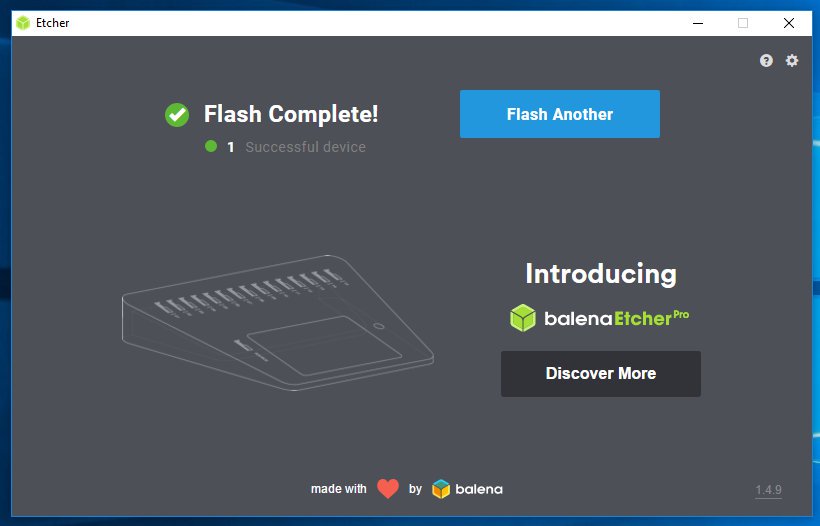 Etcher
Flash Complete!
Flash Another
1 Successful device
Introducing
balenaEtcher Pro
Discover More
made with by balena
1.4.9